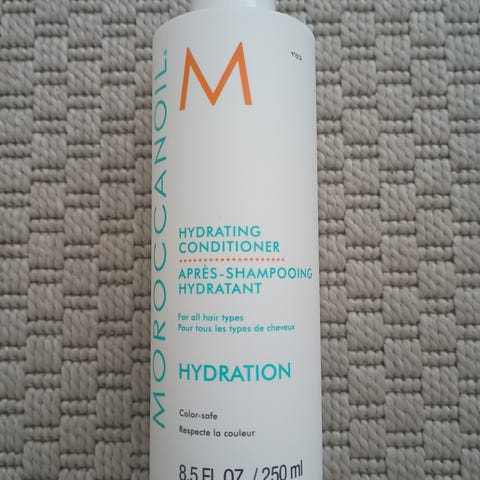 MOROCCANOIL®
M
HYDRATING
CONDITIONER
APRÈS-SHAMPOOING
HYDRATANT
For all hair types
Pour tous les types de cheveux
HYDRATION
Color-safe
Respecte la couleur
8.5 FL.OZ. / 250 ml